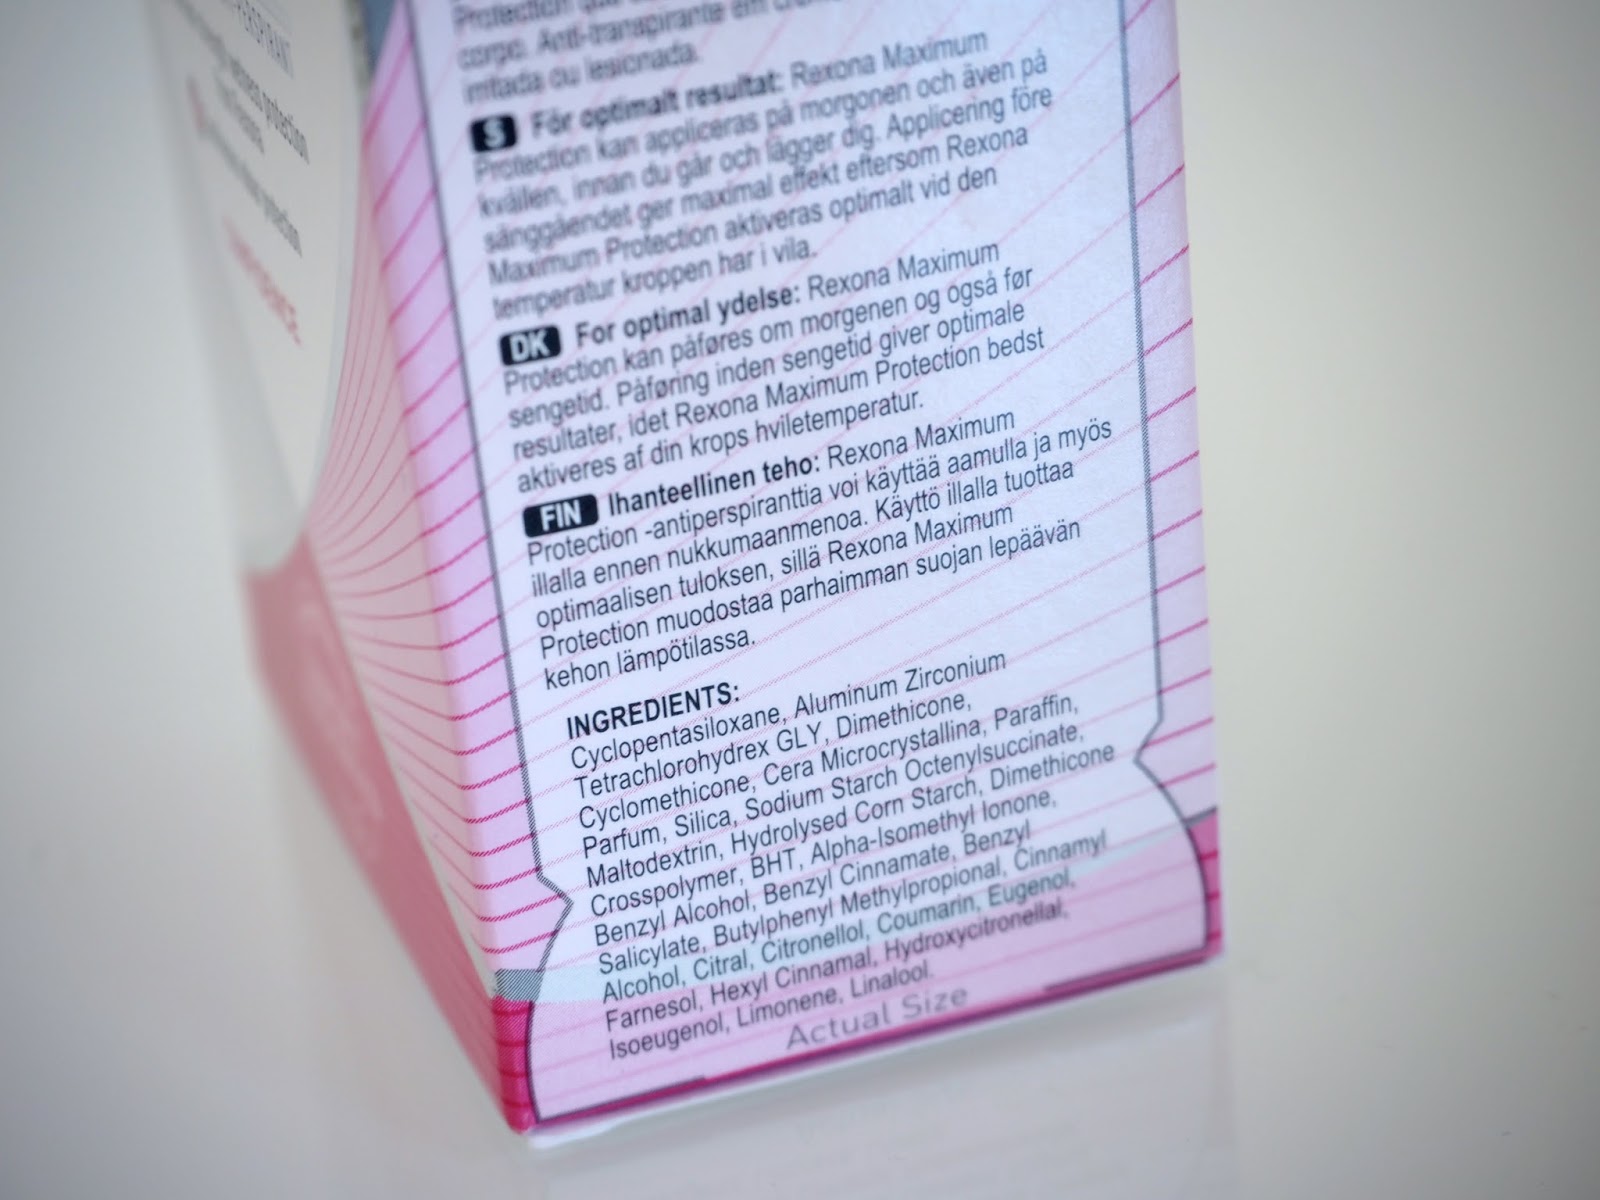 PERSPIRANT
wetness protection
protection
Protection que
corpo. Anti-transpirante em
irritada ou lesionada.
S För optimalt resultat: Rexona Maximum
Protection kan appliceras på morgonen och även på
kvällen, innan du går och lägger dig. Applicering före
sänggåendet ger maximal effekt eftersom Rexona
Maximum Protection aktiveras optimalt vid den
temperatur kroppen har i vila.
DK For optimal ydelse: Rexona Maximum
Protection kan påføres om morgenen og også før
sengetid. Påføring inden sengetid giver optimale
resultater, idet Rexona Maximum Protection bedst
aktiveres af din krops hviletemperatur.
FIN Ihanteellinen teho: Rexona Maximum
Protection -antiperspiranttia voi käyttää aamulla ja myös
illalla ennen nukkumaanmenoa. Käyttö illalla tuottaa
optimaalisen tuloksen, sillä Rexona Maximum
Protection muodostaa parhaimman suojan lepäävän
kehon lämpötilassa.
INGREDIENTS:
Cyclopentasiloxane, Aluminum Zirconium
Tetrachlorohydrex GLY, Dimethicone,
Cyclomethicone, Cera Microcrystallina, Paraffin,
Parfum, Silica, Sodium Starch Octenylsuccinate,
Maltodextrin, Hydrolysed Corn Starch, Dimethicone
Crosspolymer, BHT, Alpha-Isomethyl Ionone,
Benzyl Alcohol, Benzyl Cinnamate, Benzyl
Salicylate, Butylphenyl Methylpropional, Cinnamyl
Alcohol, Citral, Citronellol, Coumarin, Eugenol,
Farnesol, Hexyl Cinnamal, Hydroxycitronellal,
Isoeugenol, Limonene, Linalool.
Actual Size